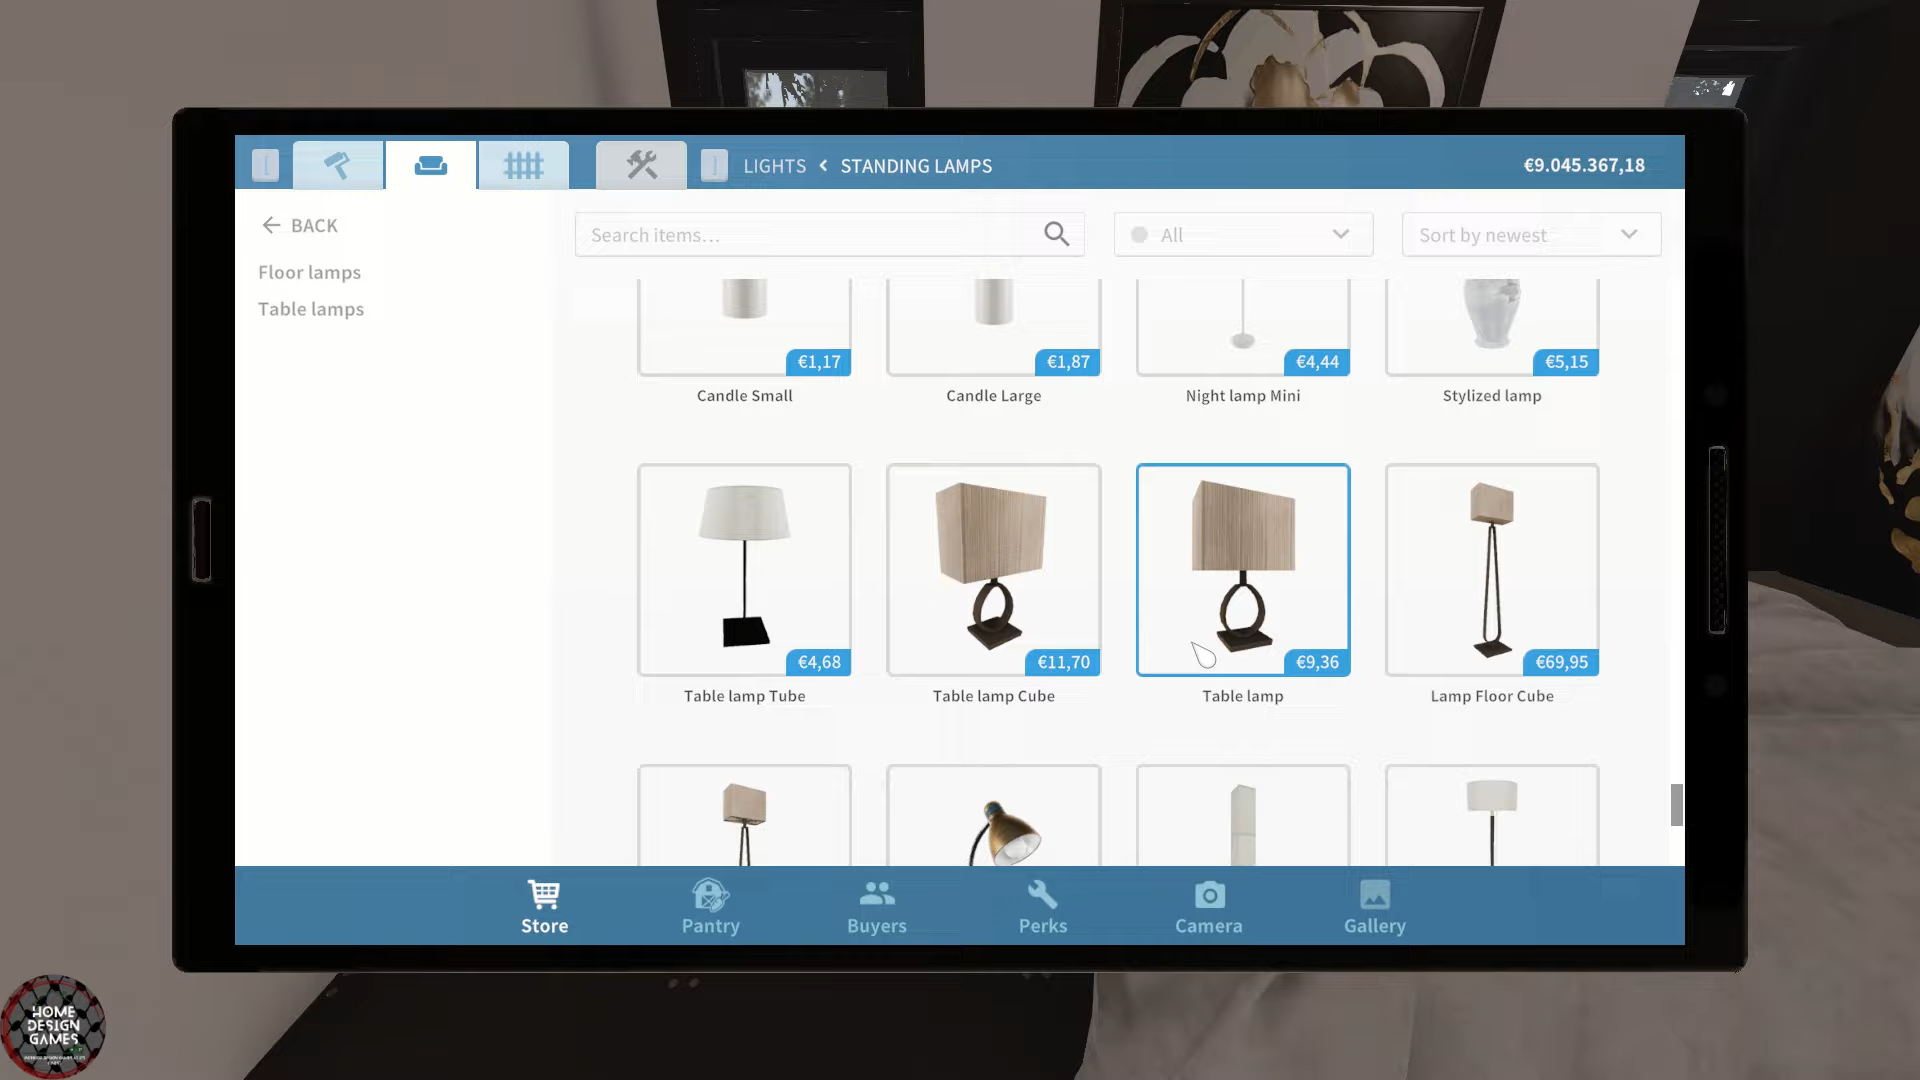 LIGHTS < STANDING LAMPS
€9.045.367,18
BACK
Floor lamps
Table lamps
Search items...
All
Sort by newest
€1,17
€1,87
€4,44
€5,15
Candle Small
Candle Large
Night lamp Mini
Stylized lamp
€4,68
€11,70
€9,36
€69,95
Table lamp Tube
Table lamp Cube
Table lamp
Lamp Floor Cube
Store
Pantry
Buyers
Perks
Camera
Gallery
HOME
DESIGN
GAMES